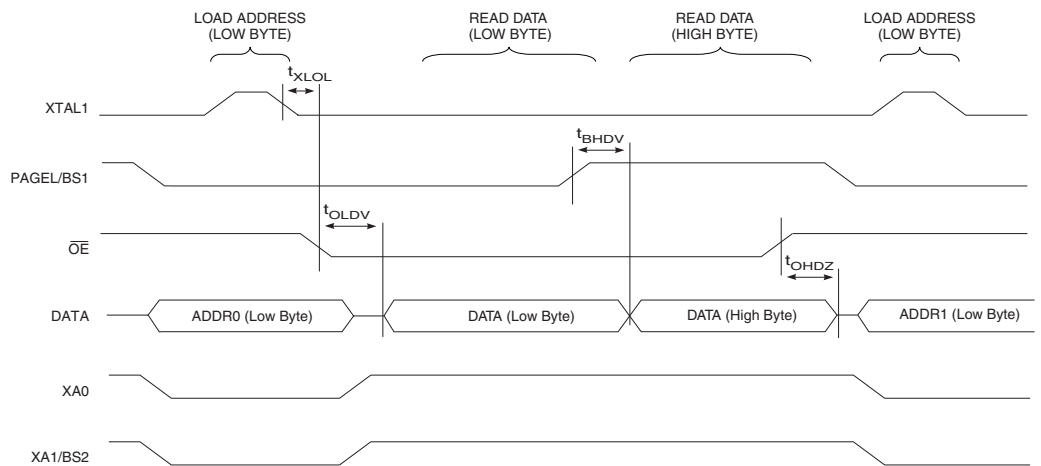 LOAD ADDRESS
(LOW BYTE)
READ DATA
(LOW BYTE)
READ DATA
(HIGH BYTE)
LOAD ADDRESS
(LOW BYTE)
tXLOL
XTAL1
tBHDV
PAGEL/BS1
tOLDV
OE
tOHDZ
DATA
ADDR0 (Low Byte)
DATA (Low Byte)
DATA (High Byte)
ADDR1 (Low Byte)
XA0
XA1/BS2